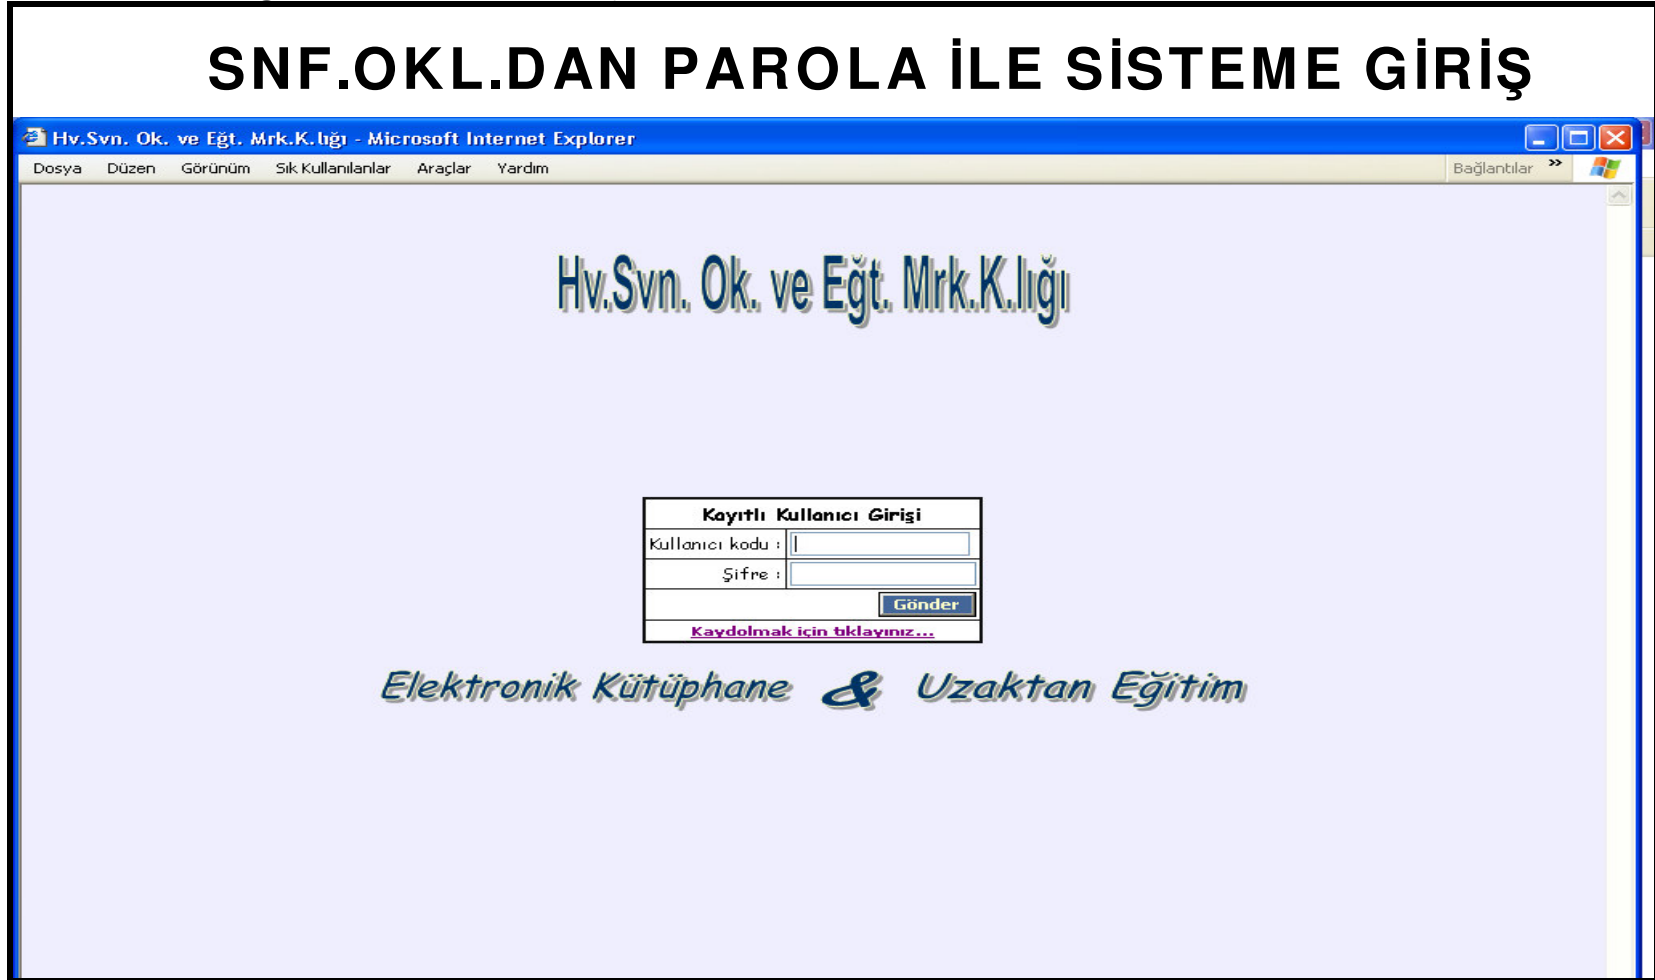 SNF.OKL.DAN PAROLA İLE SİSTEME GİRİŞ
Hv.Svn. Ok. ve Eğt. Mrk.K.lığı - Microsoft Internet Explorer
Dosya Düzen Görünüm Sık Kullanılanlar Araçlar Yardım Bağlantılar »
Hv.Svn. Ok. ve Eğt. Mrk.K.lığı
Kayıtlı Kullanıcı Girişi
Kullanıcı kodu :
Şifre :
Gönder
Kaydolmak için tıklayınız...
Elektronik Kütüphane & Uzaktan Eğitim